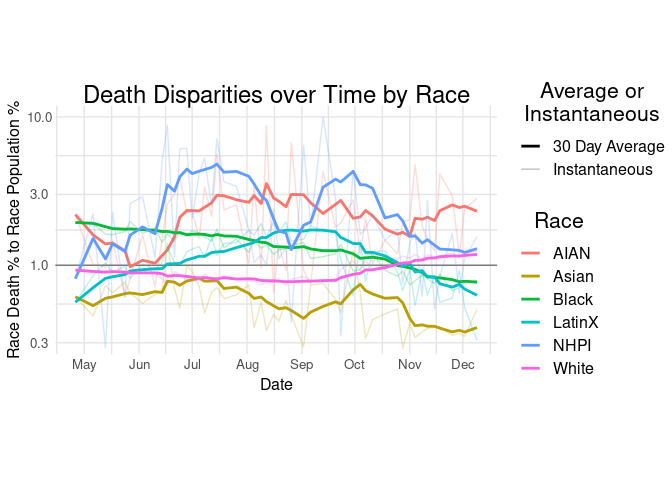 Death Disparities over Time by Race
Race Death % to Race Population %
10.0
3.0
1.0
0.3
May Jun Jul Aug Sep Oct Nov Dec
Date
Average or
Instantaneous
30 Day Average
Instantaneous
Race
AIAN
Asian
Black
LatinX
NHPI
White